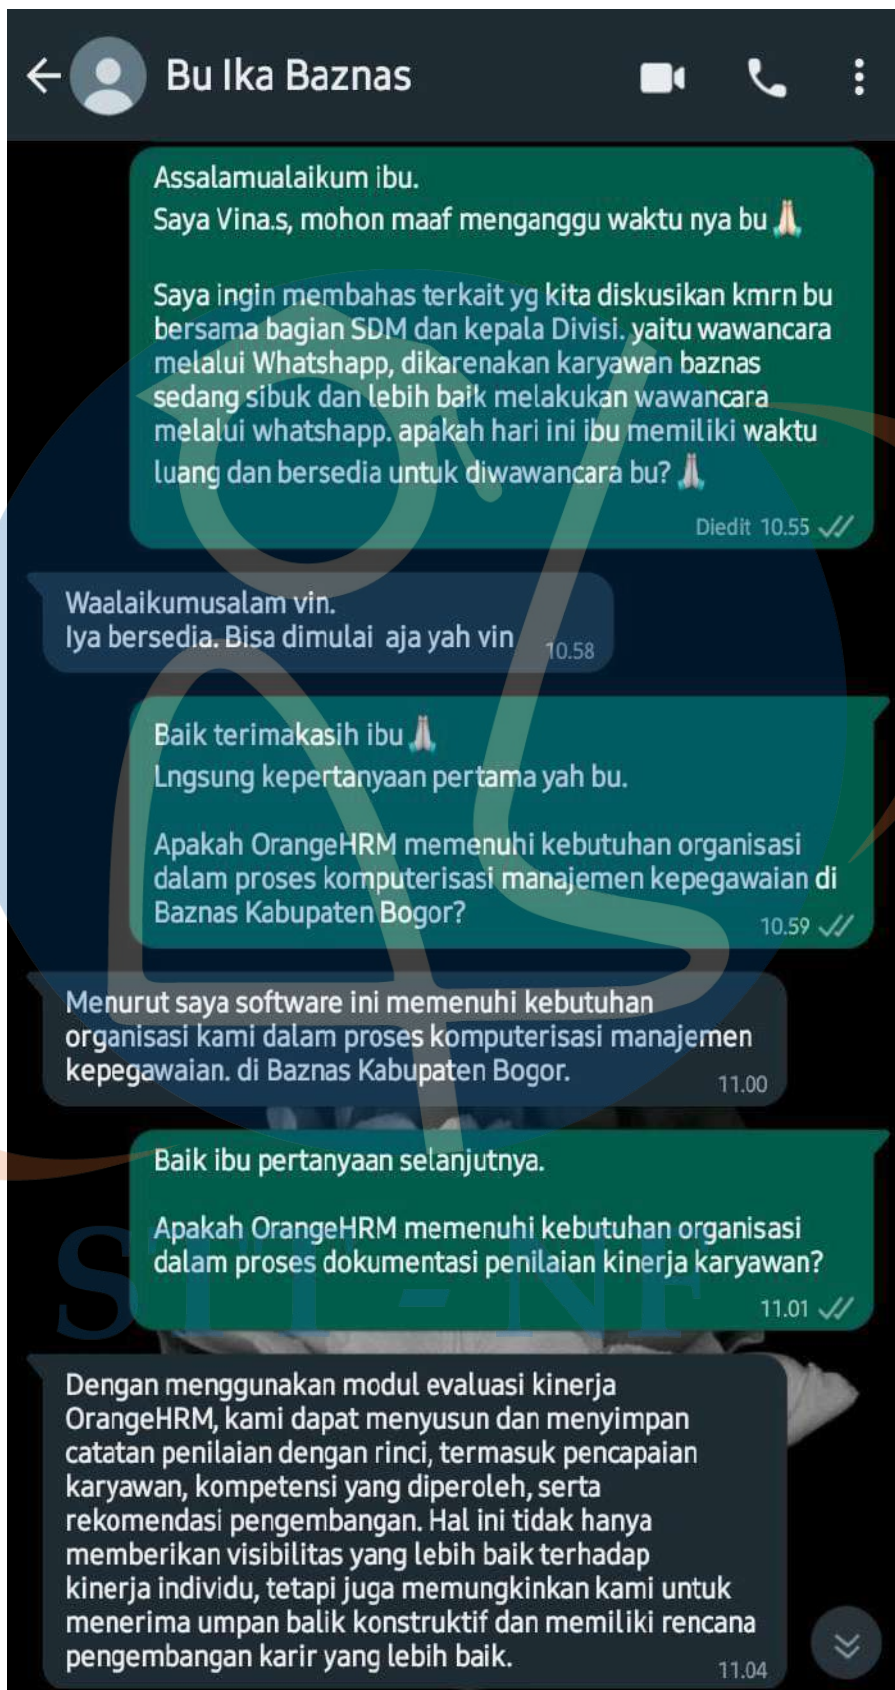 Bu Ika Baznas
Assalamualaikum ibu.
Saya Vina.s, mohon maaf menganggu waktu nya bu🙏🏻
Saya ingin membahas terkait yg kita diskusikan kmrn bu
bersama bagian SDM dan kepala Divisi. yaitu wawancara
melalui Whatshapp, dikarenakan karyawan baznas
sedang sibuk dan lebih baik melakukan wawancara
melalui whatshapp. apakah hari ini ibu memiliki waktu
luang dan bersedia untuk diwawancara bu? 🙏🏻
Diedit 10.55
Waalaikumusalam vin.
Iya bersedia. Bisa dimulai aja yah vin
10.58
Baik terimakasih ibu🙏🏻
Lngsung kepertanyaan pertama yah bu.
Apakah OrangeHRM memenuhi kebutuhan organisasi
dalam proses komputerisasi manajemen kepegawaian di
Baznas Kabupaten Bogor?
10.59
Menurut saya software ini memenuhi kebutuhan
organisasi kami dalam proses komputerisasi manajemen
kepegawaian. di Baznas Kabupaten Bogor.
11.00
Baik ibu pertanyaan selanjutnya.
Apakah OrangeHRM memenuhi kebutuhan organisasi
dalam proses dokumentasi penilaian kinerja karyawan?
11.01
STT - NF
Dengan menggunakan modul evaluasi kinerja
OrangeHRM, kami dapat menyusun dan menyimpan
catatan penilaian dengan rinci, termasuk pencapaian
karyawan, kompetensi yang diperoleh, serta
rekomendasi pengembangan. Hal ini tidak hanya
memberikan visibilitas yang lebih baik terhadap
kinerja individu, tetapi juga memungkinkan kami untuk
menerima umpan balik konstruktif dan memiliki rencana
pengembangan karir yang lebih baik.
11.04